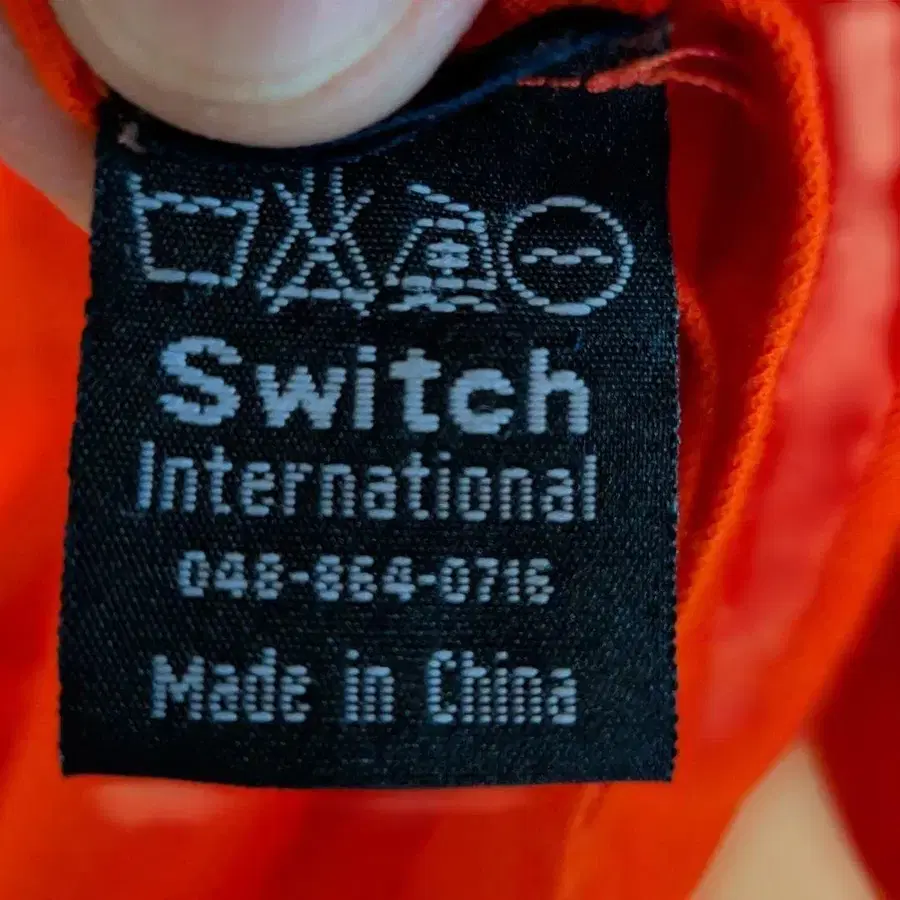 Switch
International
048-864-0716
Made in China